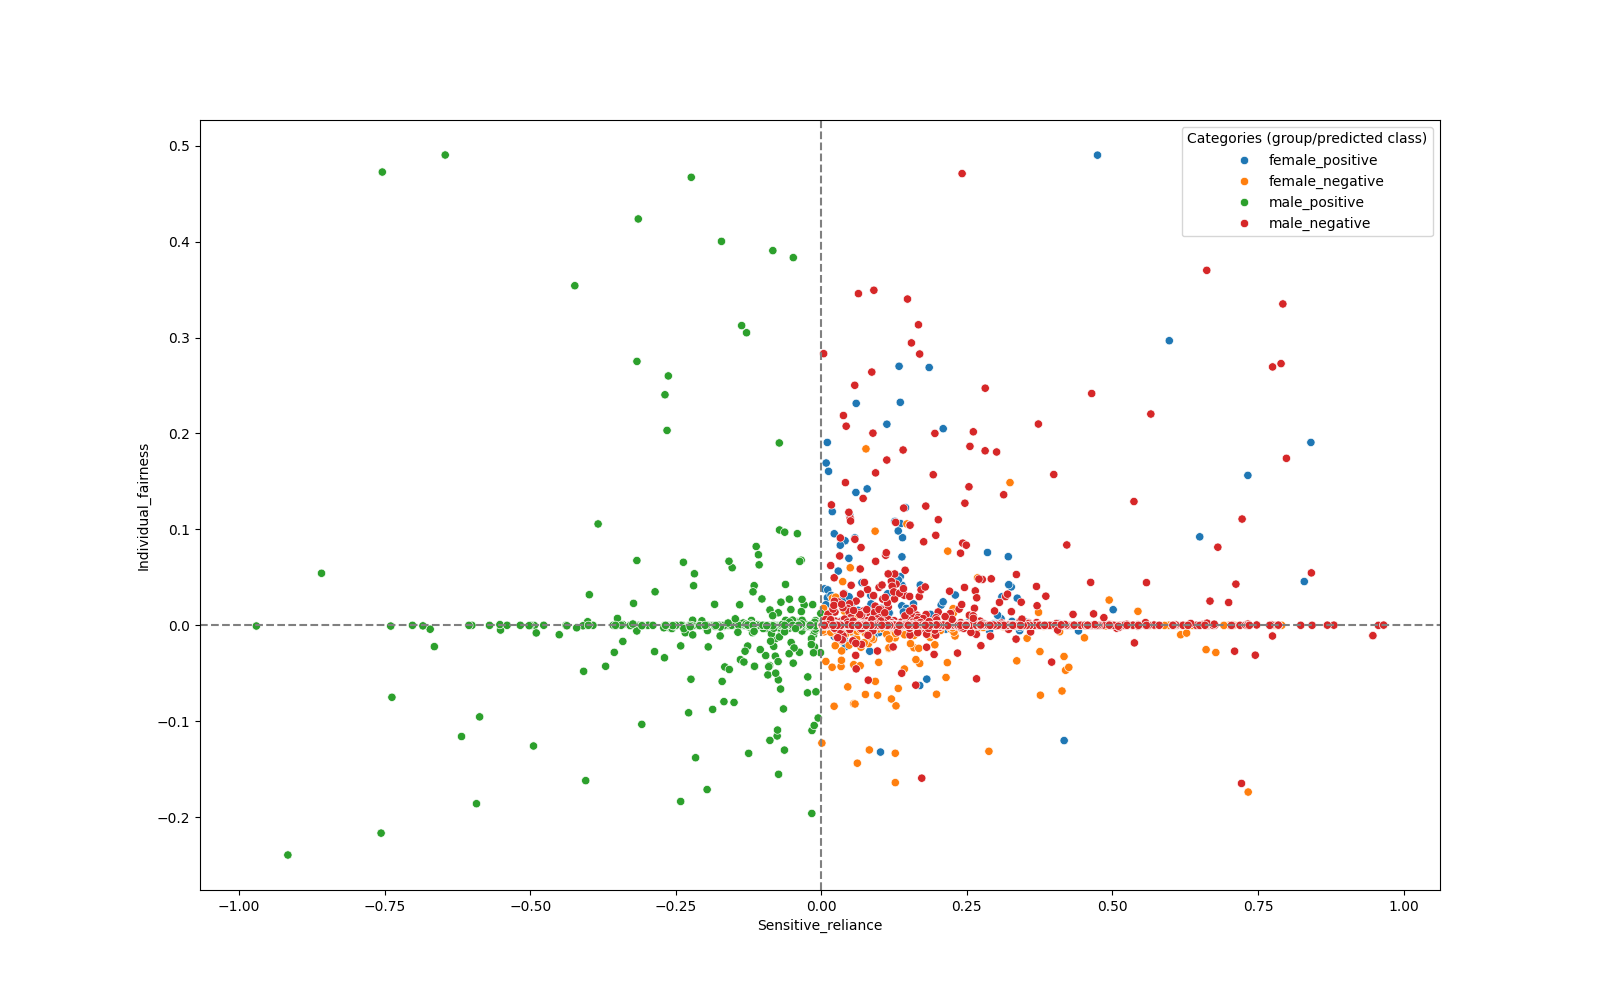 Categories (group/predicted class)
female_positive
female_negative
male_positive
male_negative
0.5
0.4
0.3
0.2
0.1
0.0
−0.1
−0.2
Individual_fairness
−1.00 −0.75 −0.50 −0.25 0.00 0.25 0.50 0.75 1.00
Sensitive_reliance